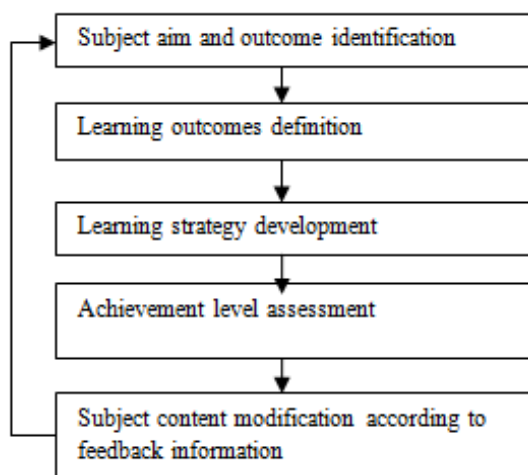 Subject aim and outcome identification
Learning outcomes definition
Learning strategy development
Achievement level assessment
Subject content modification according to
feedback information